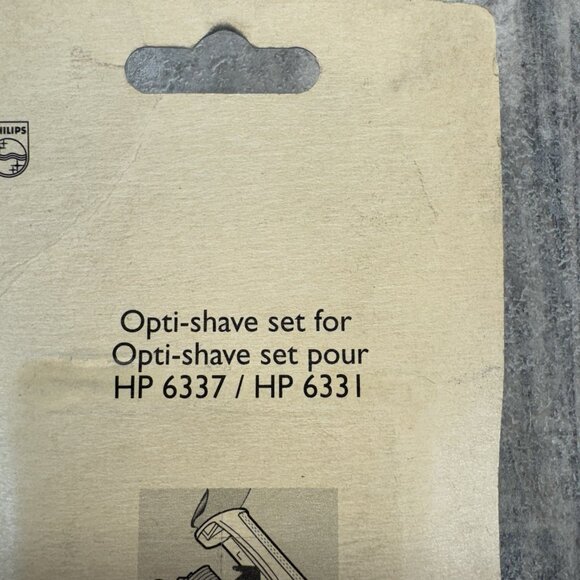 PHILIPS
Opti-shave set for
Opti-shave set pour
HP 6337 / HP 6331